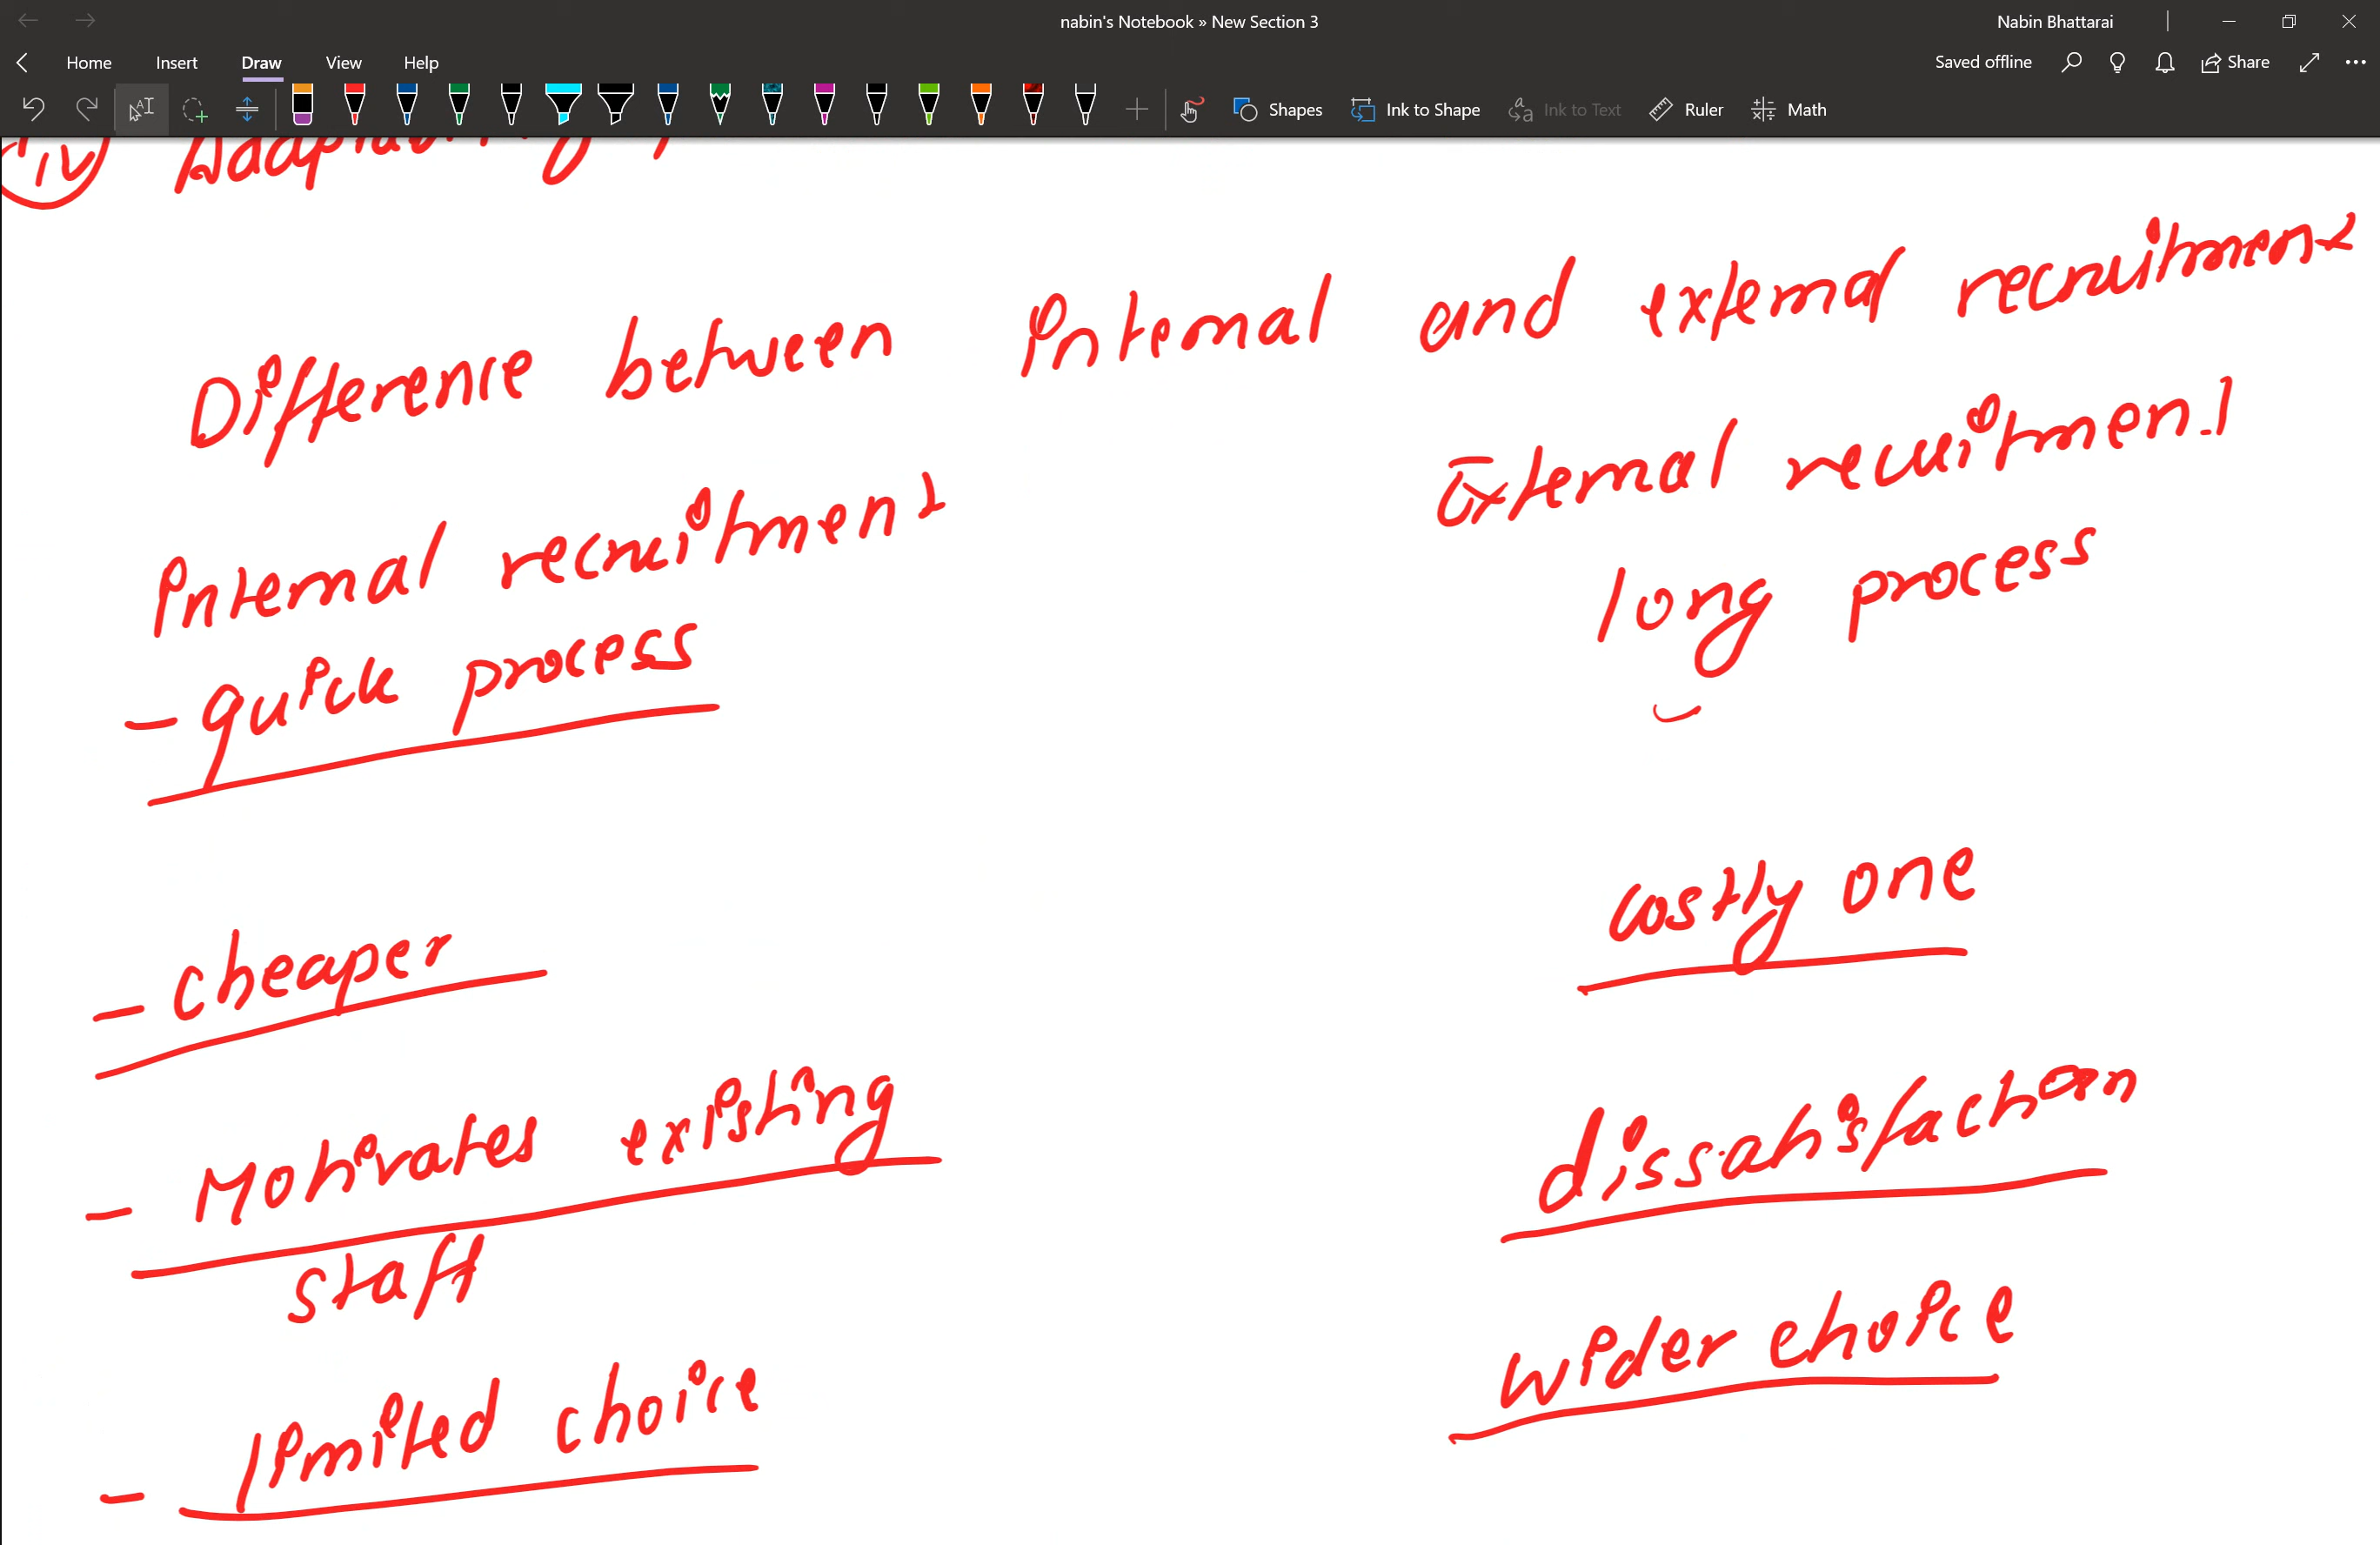 nabin's Notebook » New Section 3
Nabin Bhattarai
Home Insert Draw View Help
Saved offline
Share
Shapes Ink to Shape Ink to Text Ruler Math
iv
Difference between Internal and external recruitment
Internal recruitment
External recruitment
- quick process
long process
- cheaper
costly one
- Motivates existing
staff
dissatisfaction
- limited choice
wider choice